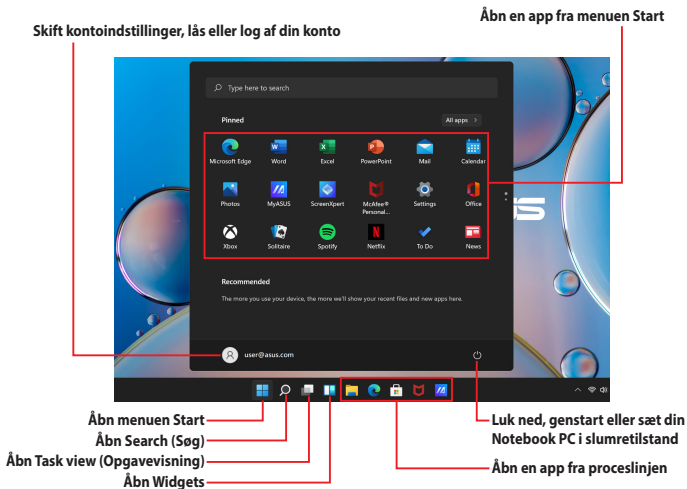 Åbn en app fra menuen Start
Skift kontoindstillinger, lås eller log af din konto
Type here to search
Pinned
All apps >
Microsoft Edge
Word
Excel
PowerPoint
Mail
Calendar
Photos
MyASUS
ScreenXpert
McAfee®
Personal...
Settings
Office
Xbox
Solitaire
Spotify
Netflix
To Do
News
Recommended
The more you use your device, the more we'll show your recent files and new apps here.
user@asus.com
Åbn menuen Start
Åbn Search (Søg)
Åbn Task view (Opgavevisning)
Åbn Widgets
Luk ned, genstart eller sæt din
Notebook PC i slumretilstand
Åbn en app fra proceslinjen